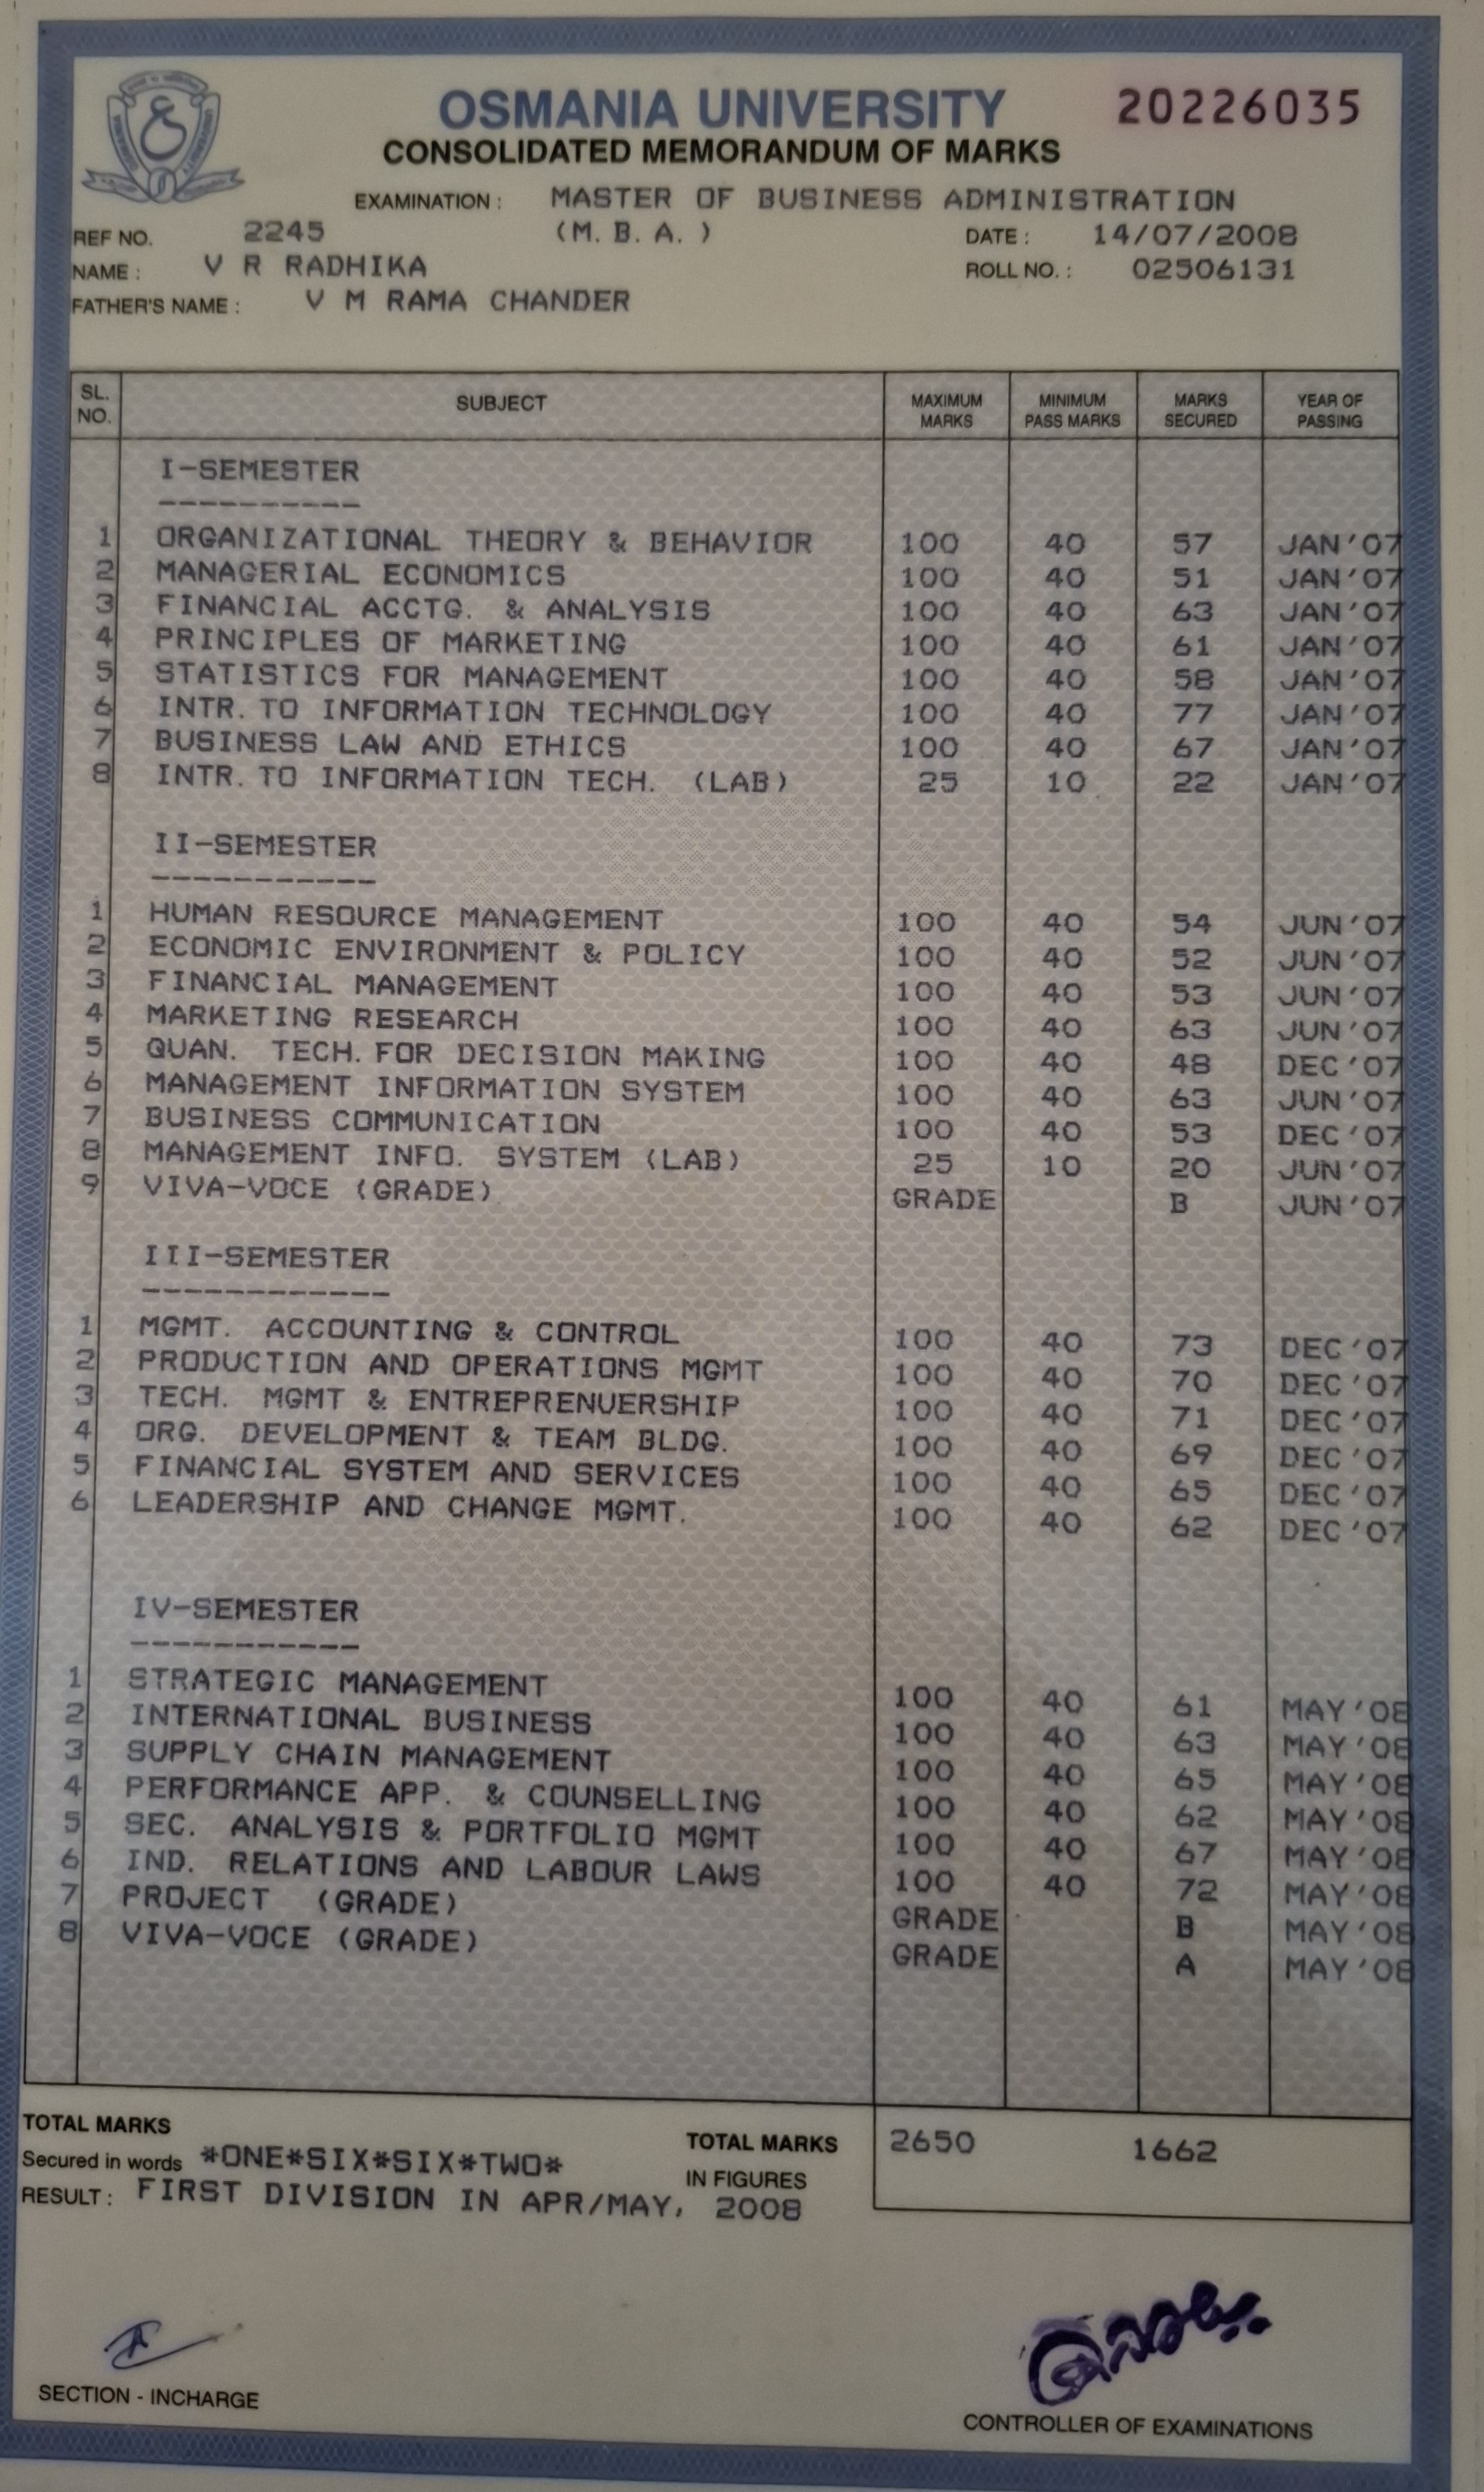 OSMANIA UNIVERSITY 20226035
CONSOLIDATED MEMORANDUM OF MARKS
EXAMINATION : MASTER OF BUSINESS ADMINISTRATION
REF NO. 2245 (M. B. A. ) DATE : 14/07/2008
NAME : V R RADHIKA ROLL NO. : 02506131
FATHER'S NAME : V M RAMA CHANDER
SL. NO. SUBJECT MAXIMUM MARKS MINIMUM PASS MARKS MARKS SECURED YEAR OF PASSING
I-SEMESTER
----------
1 ORGANIZATIONAL THEORY & BEHAVIOR 100 40 57 JAN'07
2 MANAGERIAL ECONOMICS 100 40 51 JAN'07
3 FINANCIAL ACCTG. & ANALYSIS 100 40 63 JAN'07
4 PRINCIPLES OF MARKETING 100 40 61 JAN'07
5 STATISTICS FOR MANAGEMENT 100 40 58 JAN'07
6 INTR. TO INFORMATION TECHNOLOGY 100 40 77 JAN'07
7 BUSINESS LAW AND ETHICS 100 40 67 JAN'07
8 INTR. TO INFORMATION TECH. (LAB) 25 10 22 JAN'07
II-SEMESTER
-----------
1 HUMAN RESOURCE MANAGEMENT 100 40 54 JUN'07
2 ECONOMIC ENVIRONMENT & POLICY 100 40 52 JUN'07
3 FINANCIAL MANAGEMENT 100 40 53 JUN'07
4 MARKETING RESEARCH 100 40 63 JUN'07
5 QUAN. TECH. FOR DECISION MAKING 100 40 48 DEC'07
6 MANAGEMENT INFORMATION SYSTEM 100 40 63 JUN'07
7 BUSINESS COMMUNICATION 100 40 53 DEC'07
8 MANAGEMENT INFO. SYSTEM (LAB) 25 10 20 JUN'07
9 VIVA-VOCE (GRADE) GRADE B JUN'07
III-SEMESTER
------------
1 MGMT. ACCOUNTING & CONTROL 100 40 73 DEC'07
2 PRODUCTION AND OPERATIONS MGMT 100 40 70 DEC'07
3 TECH. MGMT & ENTREPRENUERSHIP 100 40 71 DEC'07
4 ORG. DEVELOPMENT & TEAM BLDG. 100 40 69 DEC'07
5 FINANCIAL SYSTEM AND SERVICES 100 40 65 DEC'07
6 LEADERSHIP AND CHANGE MGMT. 100 40 62 DEC'07
IV-SEMESTER
-----------
1 STRATEGIC MANAGEMENT 100 40 61 MAY'08
2 INTERNATIONAL BUSINESS 100 40 63 MAY'08
3 SUPPLY CHAIN MANAGEMENT 100 40 65 MAY'08
4 PERFORMANCE APP. & COUNSELLING 100 40 62 MAY'08
5 SEC. ANALYSIS & PORTFOLIO MGMT 100 40 67 MAY'08
6 IND. RELATIONS AND LABOUR LAWS 100 40 72 MAY'08
7 PROJECT (GRADE) GRADE B MAY'08
8 VIVA-VOCE (GRADE) GRADE A MAY'08
TOTAL MARKS
Secured in words *ONE*SIX*SIX*TWO* TOTAL MARKS IN FIGURES 2650 1662
RESULT : FIRST DIVISION IN APR/MAY, 2008
SECTION - INCHARGE CONTROLLER OF EXAMINATIONS